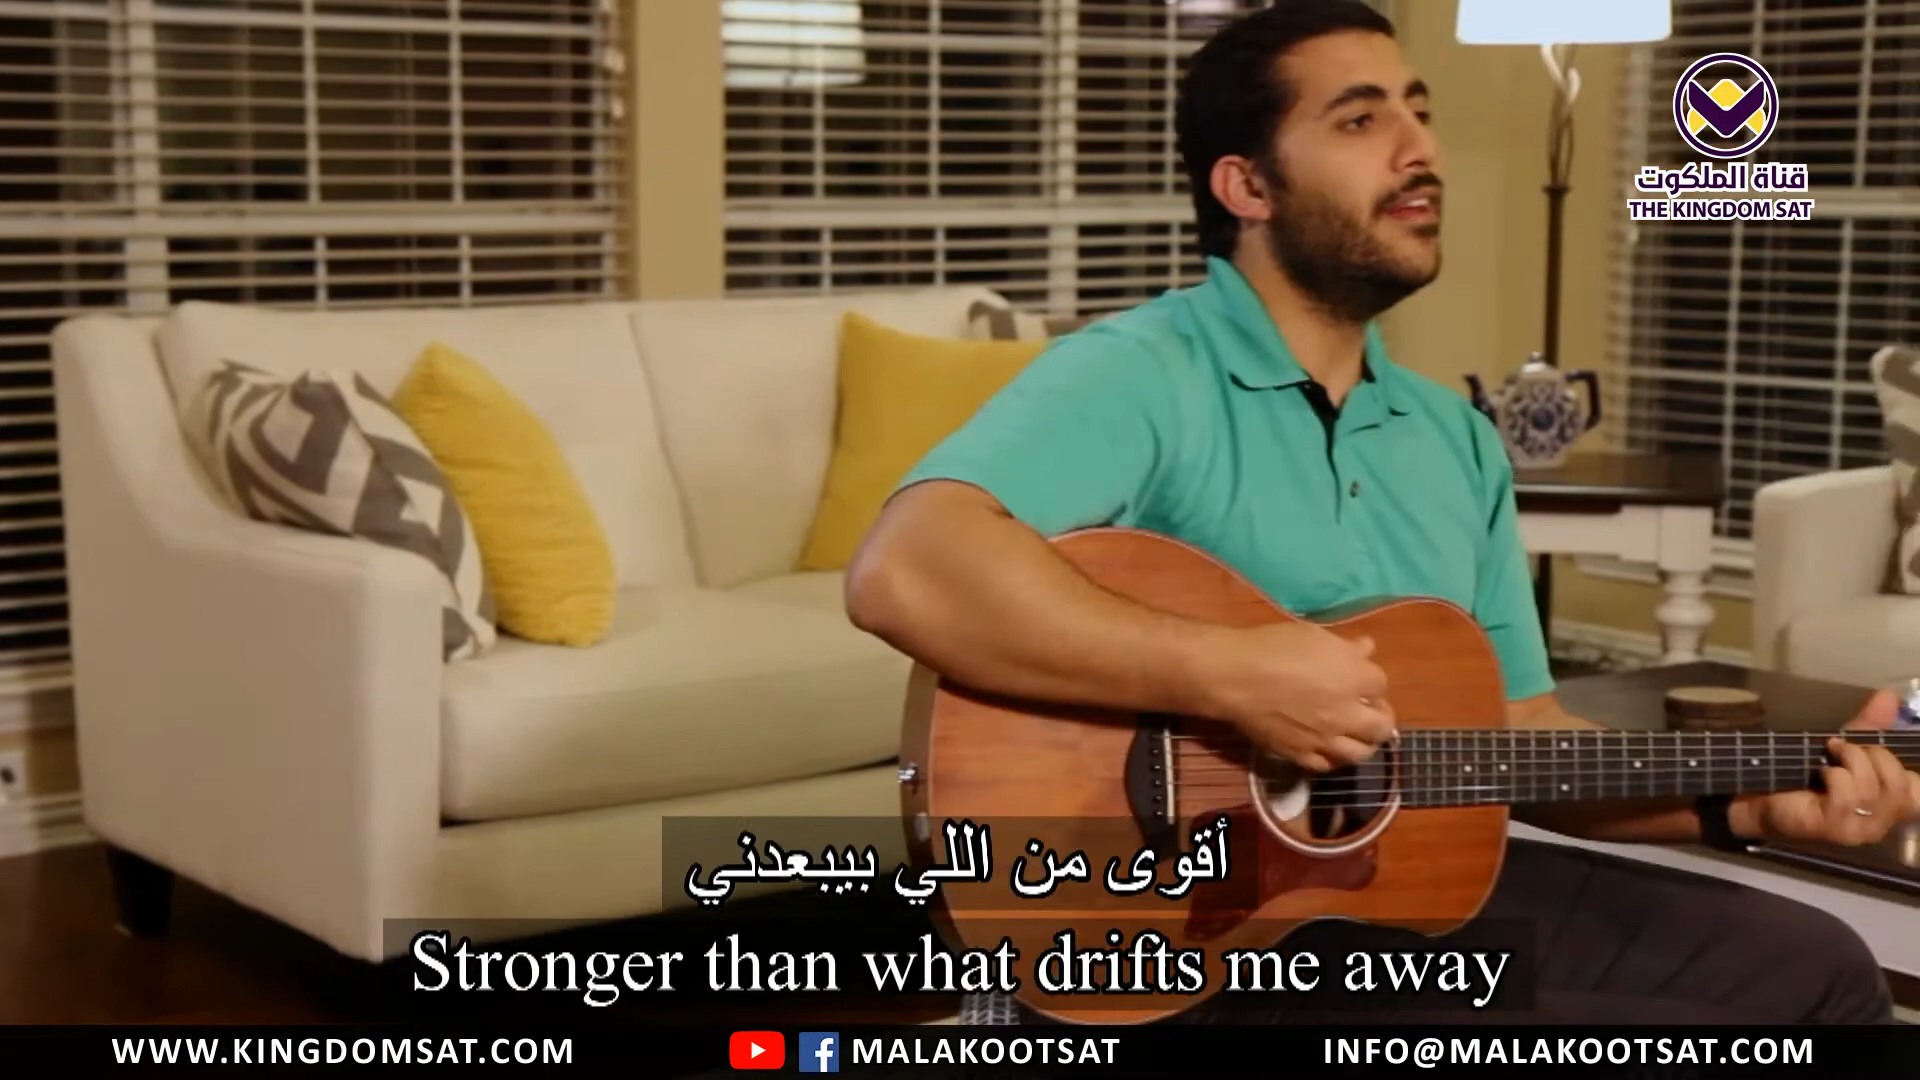 قناة الملكوت
THE KINGDOM SAT
أقوى من اللي بيبعدني
Stronger than what drifts me away
WWW.KINGDOMSAT.COM MALAKOOTSAT INFO@MALAKOOTSAT.COM